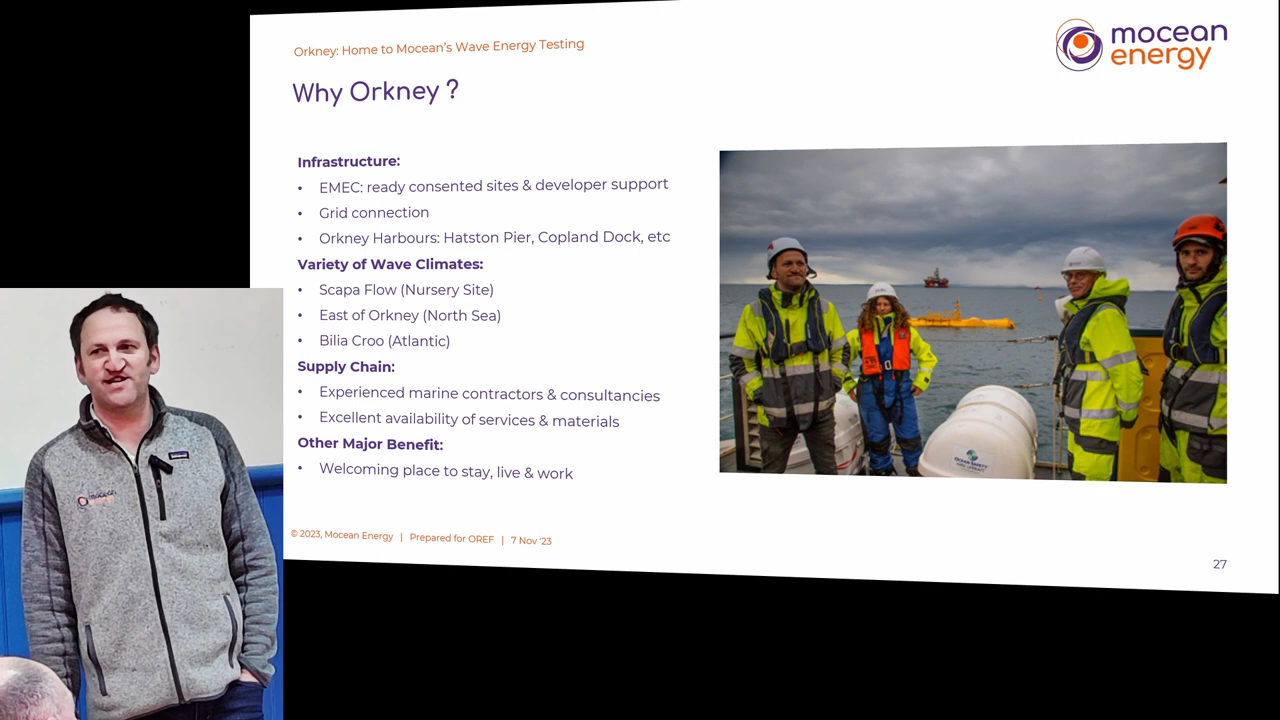 Orkney: Home to Mocean's Wave Energy Testing
mocean
energy
Why Orkney ?
Infrastructure:
• EMEC: ready consented sites & developer support
• Grid connection
• Orkney Harbours: Hatston Pier, Copland Dock, etc
Variety of Wave Climates:
• Scapa Flow (Nursery Site)
• East of Orkney (North Sea)
• Bilia Croo (Atlantic)
Supply Chain:
• Experienced marine contractors & consultancies
• Excellent availability of services & materials
Other Major Benefit:
• Welcoming place to stay, live & work
© 2023, Mocean Energy | Prepared for OREF | 7 Nov '23
27
OCEAN SAFETY
mocean